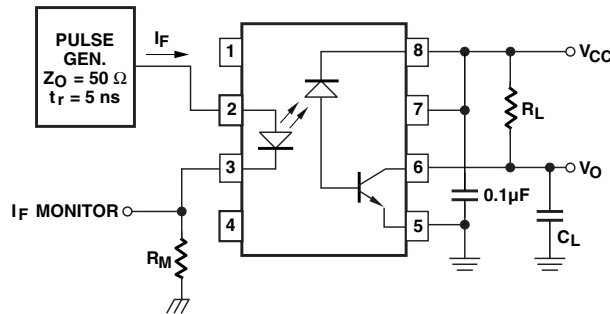 PULSE
GEN.
Z_O = 50 Ω
t_r = 5 ns
I_F
1
2
3
4
8
7
6
5
V_CC
R_L
V_O
0.1µF
C_L
I_F MONITOR
R_M